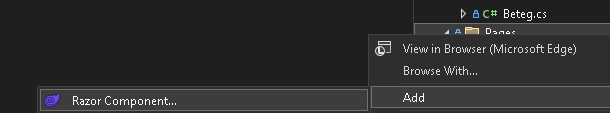 C# Beteg.cs
Pages
View in Browser (Microsoft Edge)
Browse With...
Add
Razor Component...